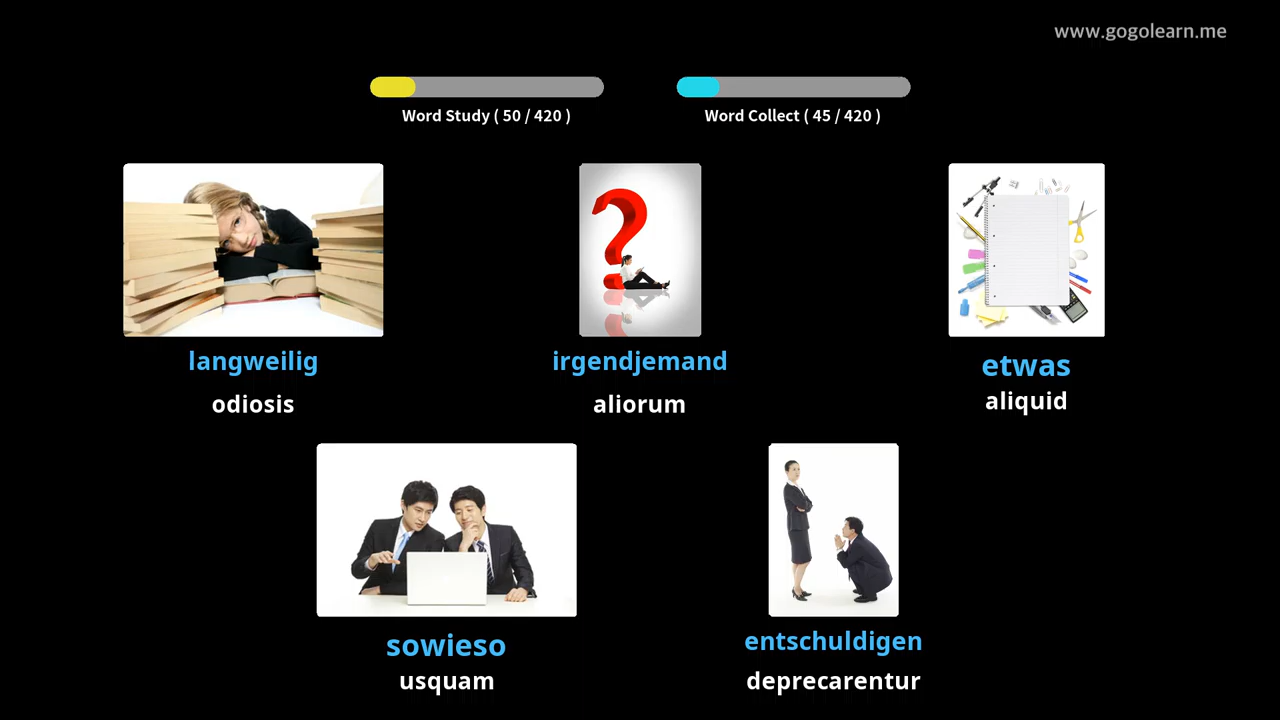 www.gogolearn.me
Word Study ( 50 / 420 )
Word Collect ( 45 / 420 )
langweilig
odiosis
irgendjemand
aliorum
etwas
aliquid
sowieso
usquam
entschuldigen
deprecarentur